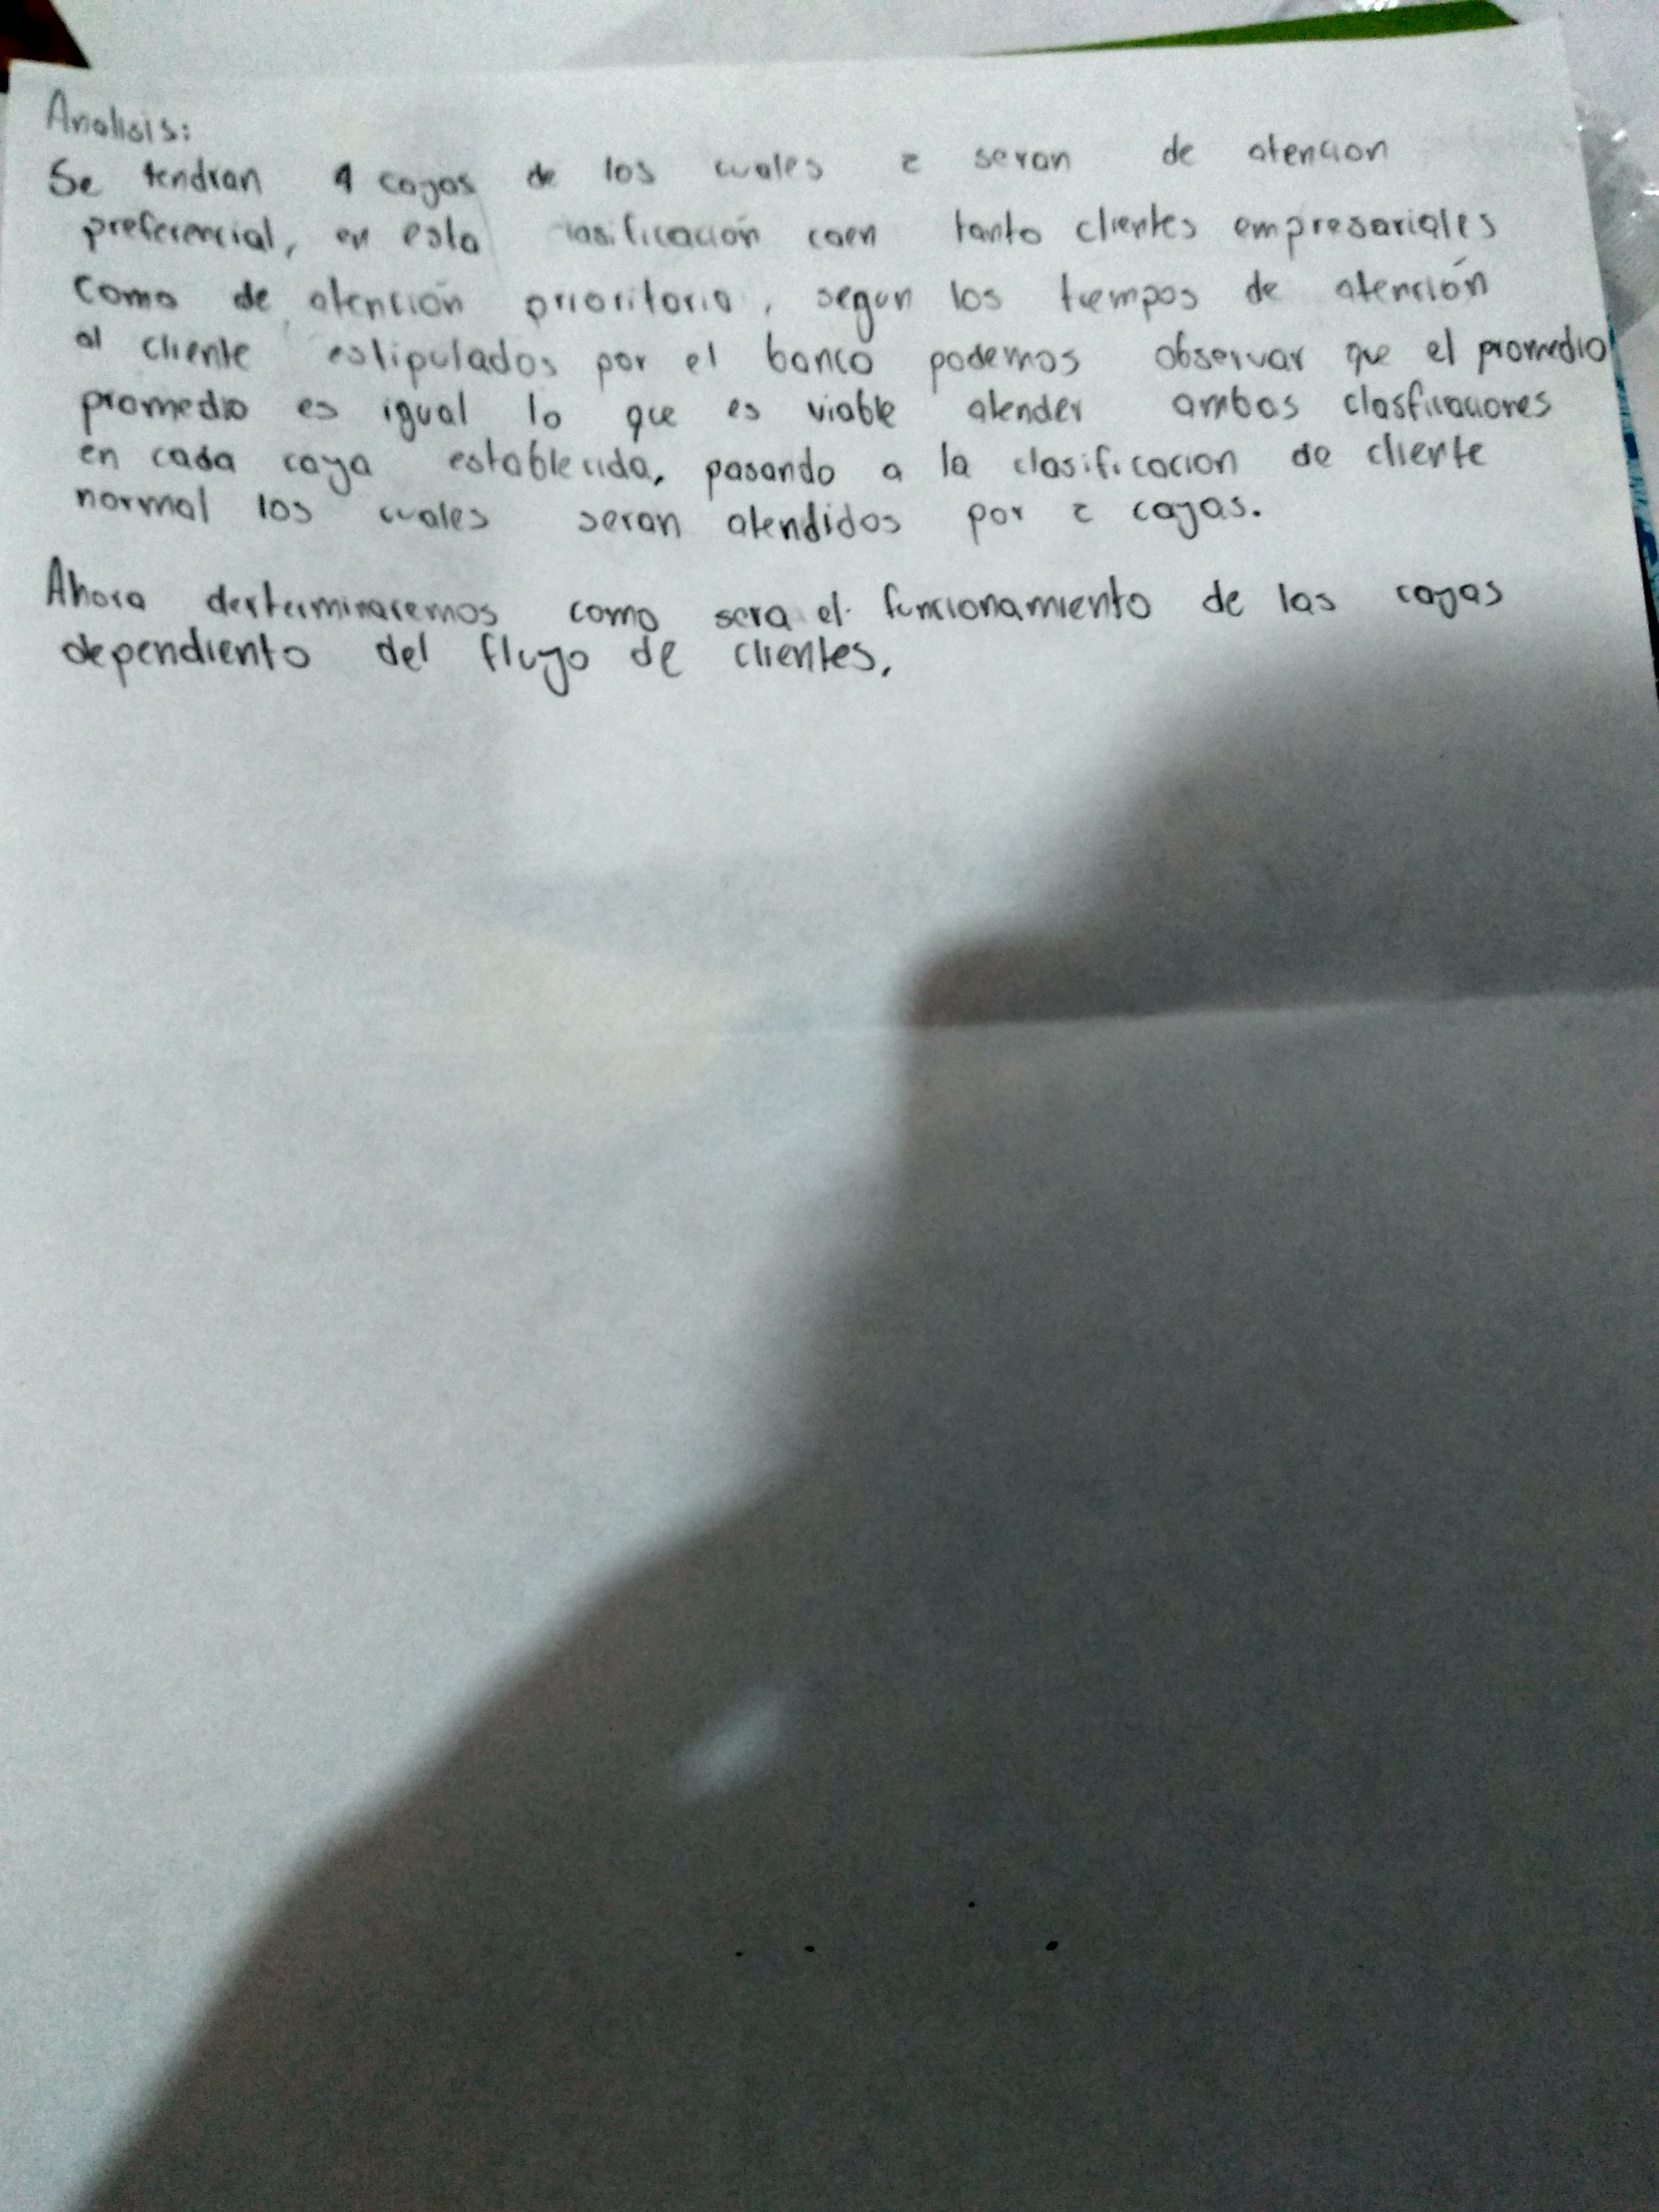 Analisis:
Se tendran 4 cajas de los cuales 2 seran de atencion
preferencial, en esta clasificación caen tanto clientes empresariales
como de atención prioritaria, segun los tiempos de atención
al cliente estipulados por el banco podemos observar que el promedio
promedio es igual lo que es viable atender ambas clasficaciones
en cada caja establecida, pasando a la clasificacion de cliente
normal los cuales seran atendidos por 2 cajas.
Ahora desterminaremos como sera el funcionamiento de las cajas
dependiento del flujo de clientes.